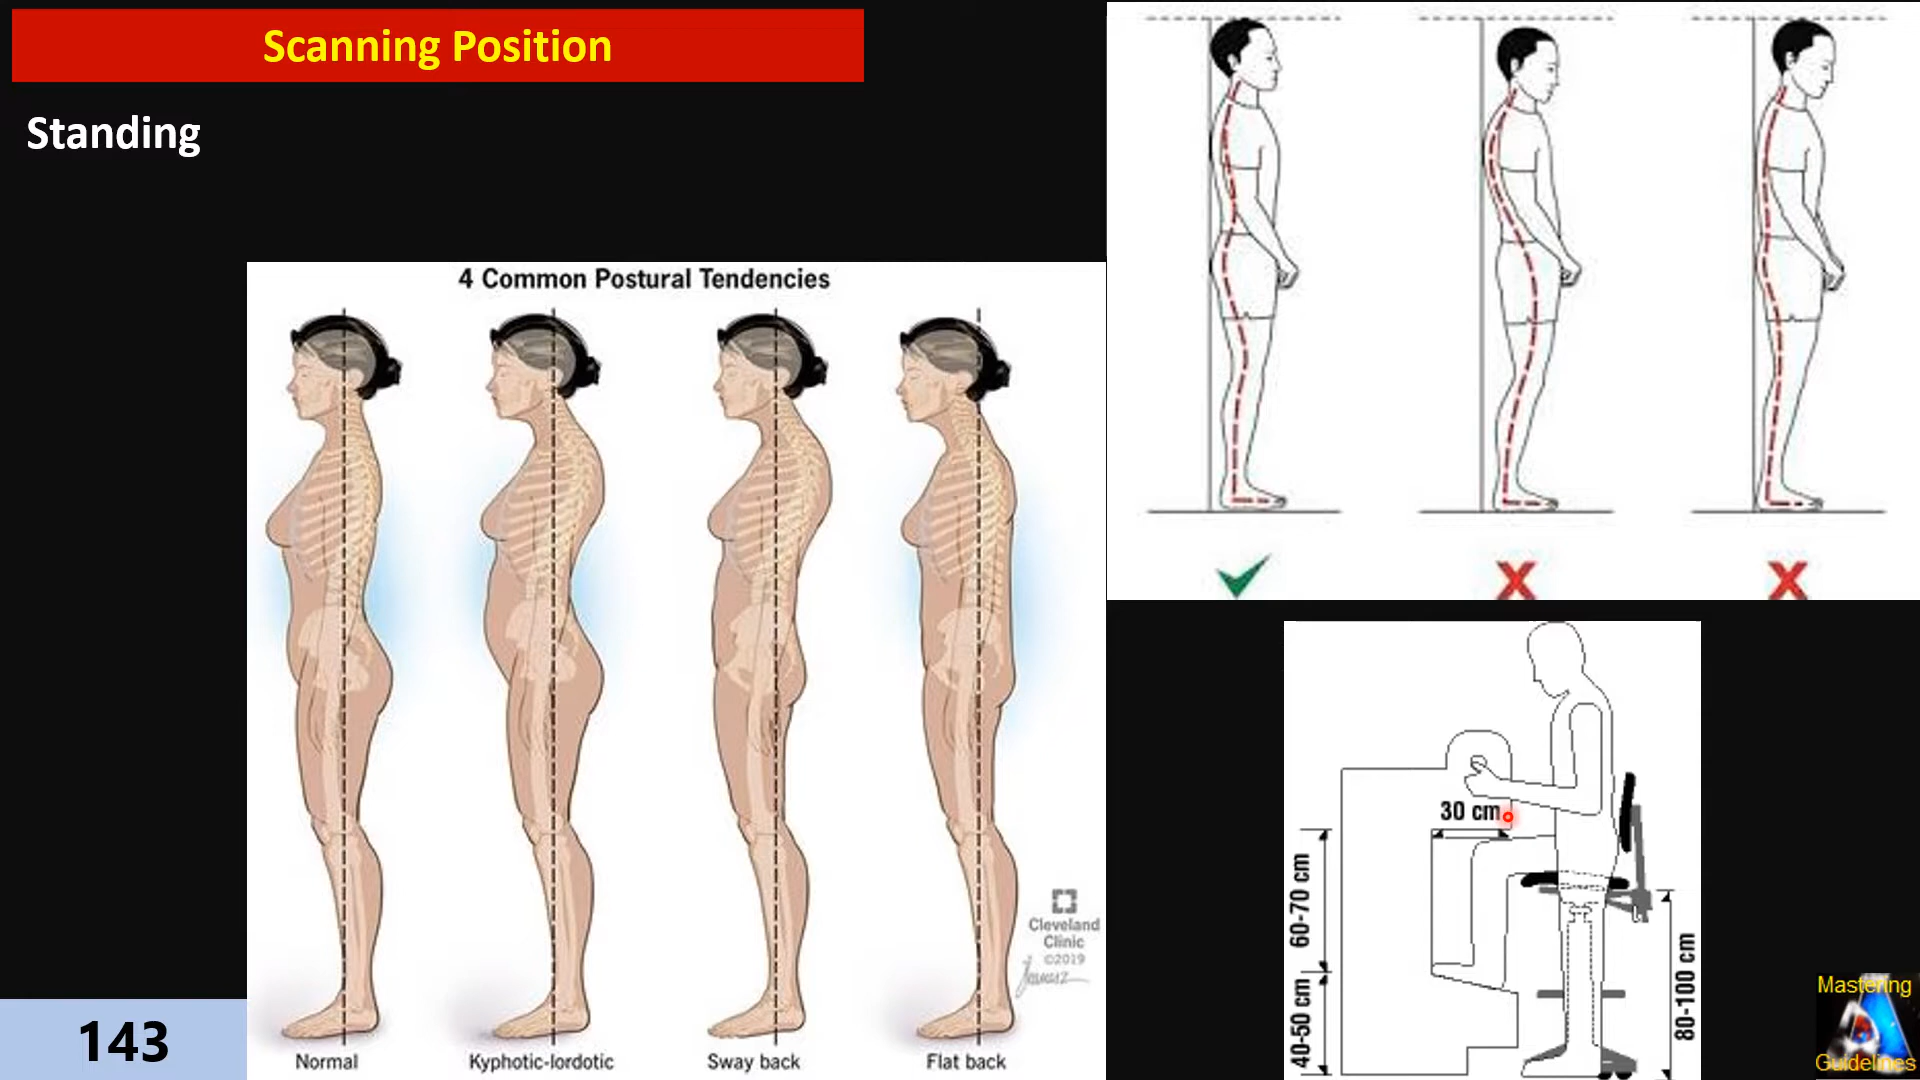 Scanning Position
Standing
4 Common Postural Tendencies
Normal
Kyphotic-lordotic
Sway back
Flat back
Cleveland
Clinic
©2019
30 cm
60-70 cm
40-50 cm
80-100 cm
143
Mastering
Guidelines